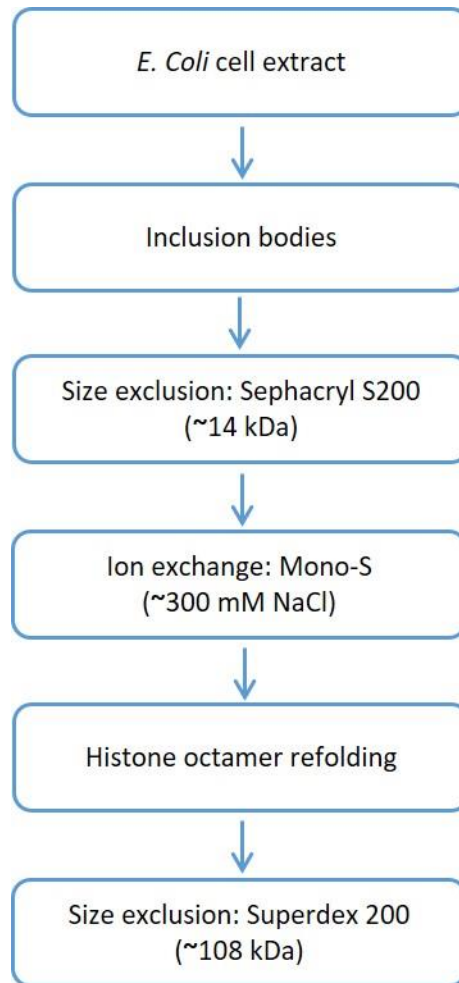 E. Coli cell extract
Inclusion bodies
Size exclusion: Sephacryl S200
(~14 kDa)
Ion exchange: Mono-S
(~300 mM NaCl)
Histone octamer refolding
Size exclusion: Superdex 200
(~108 kDa)